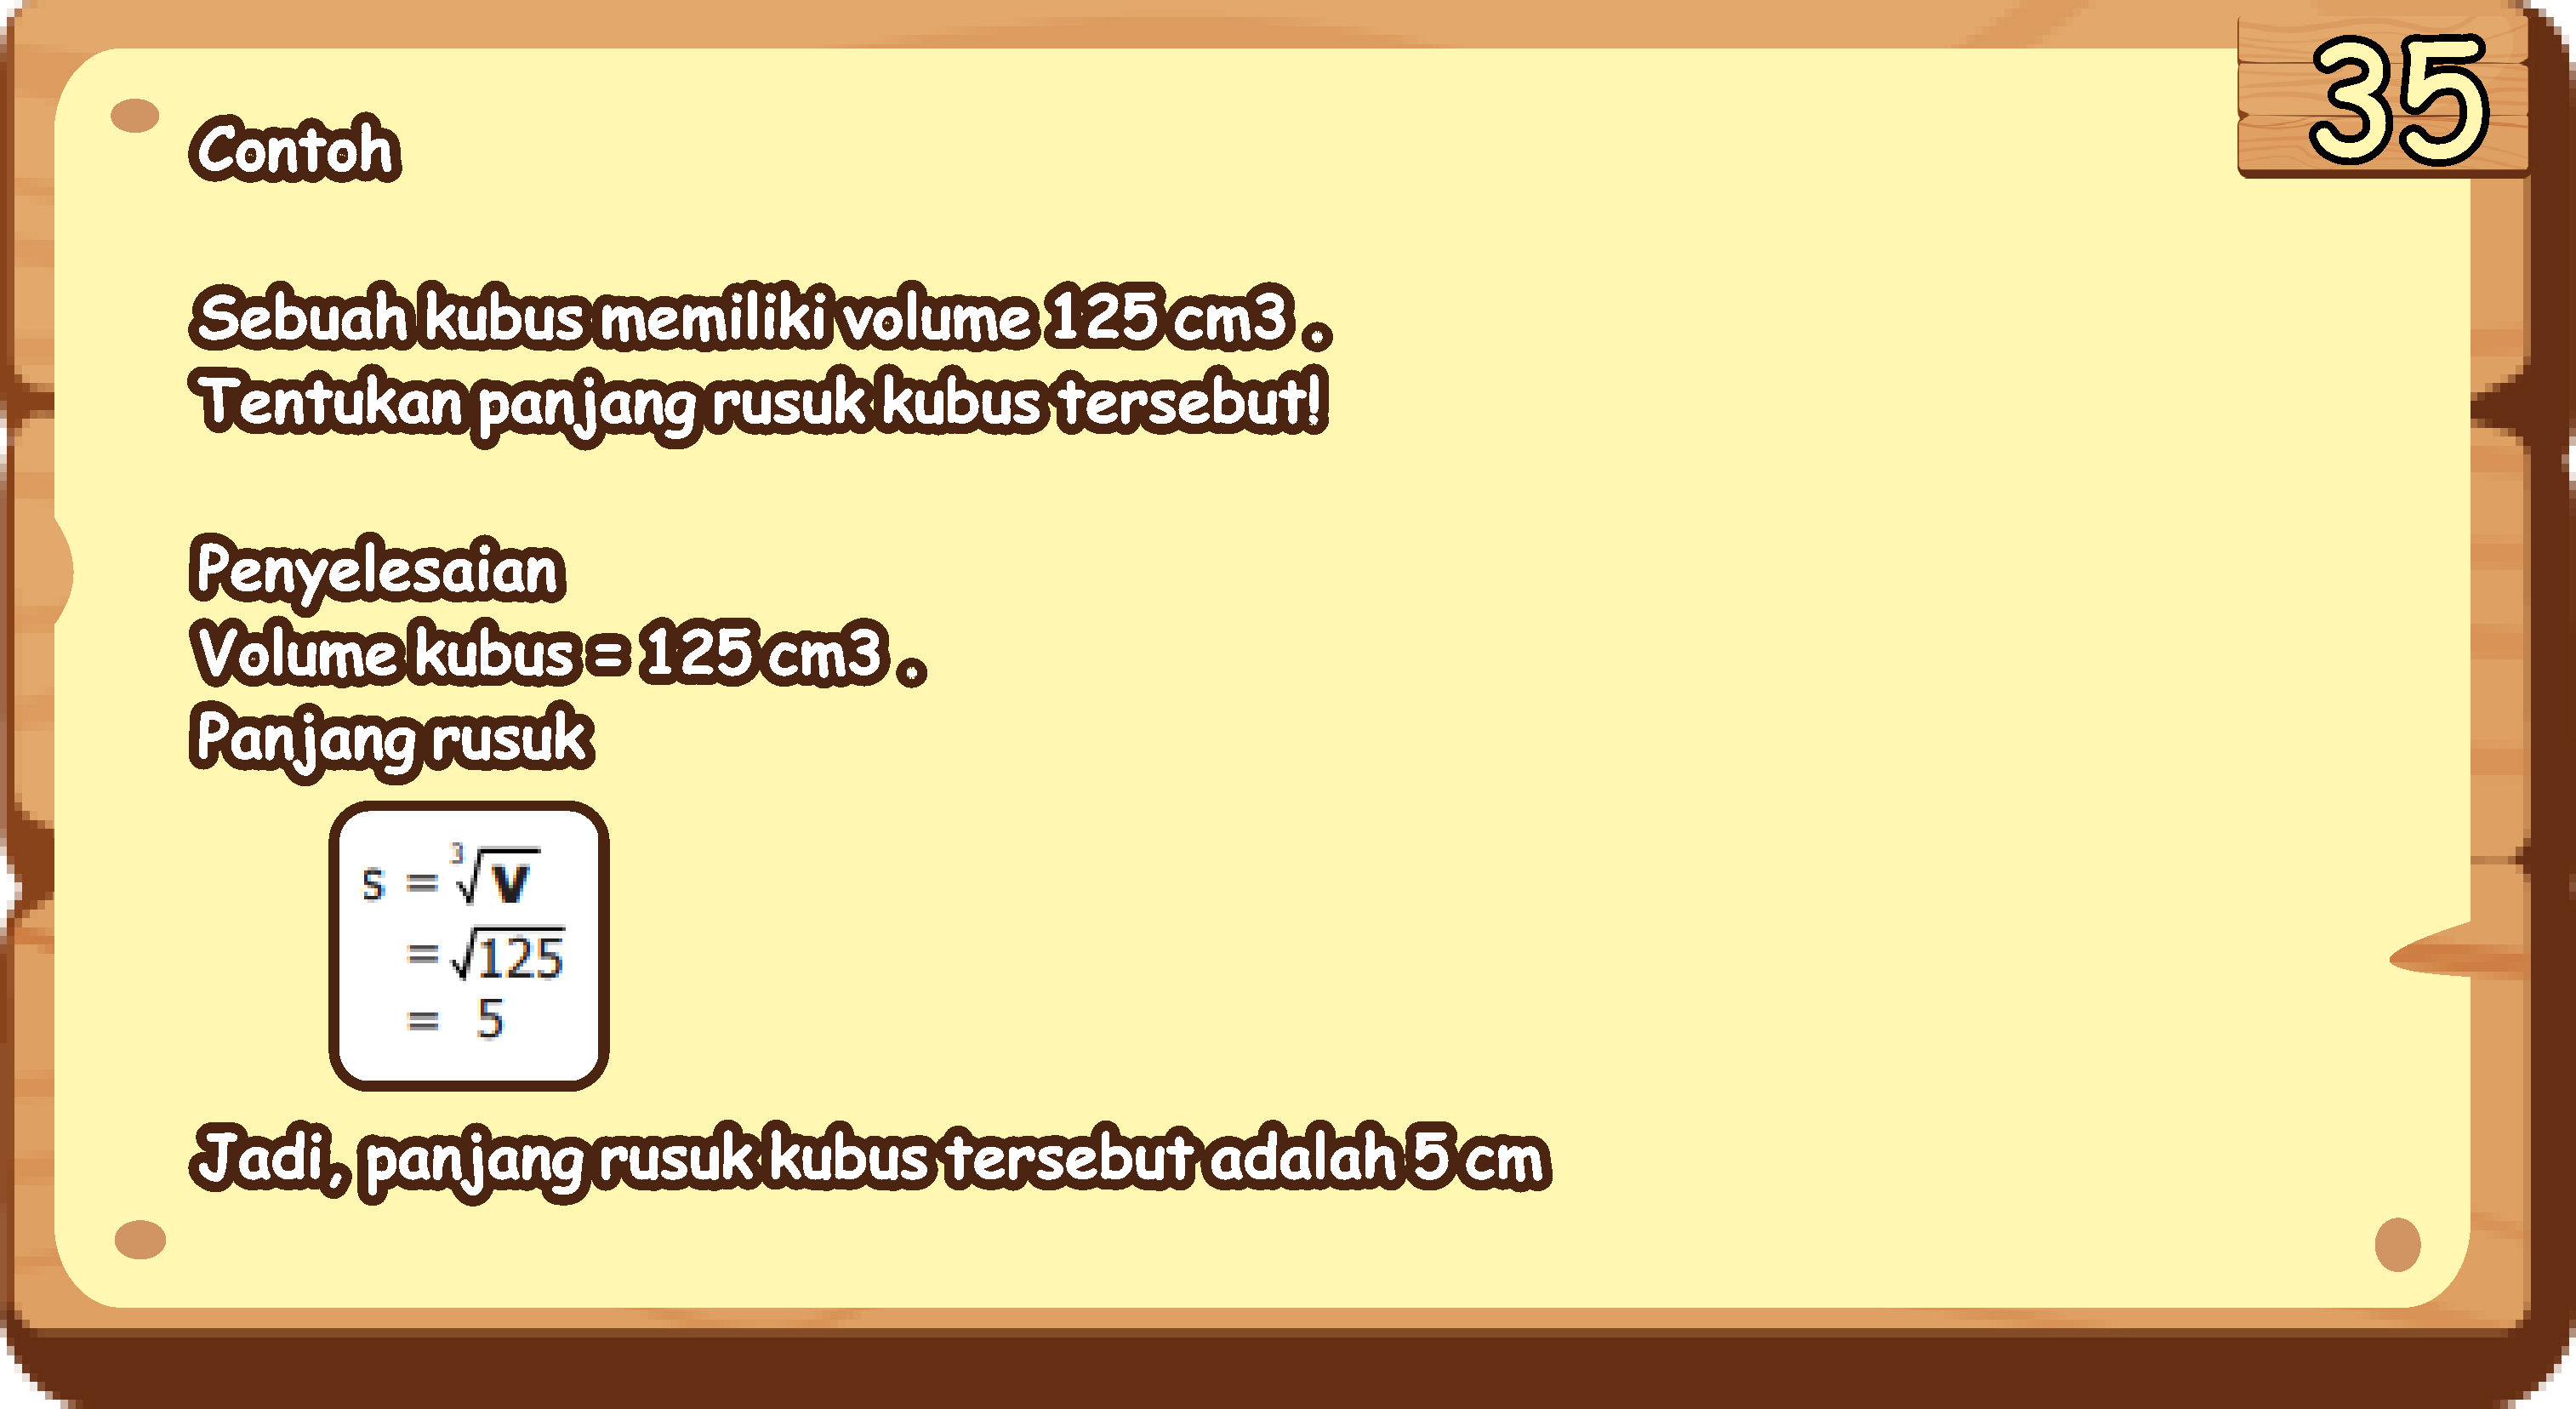 35
Contoh
Sebuah kubus memiliki volume 125 cm3 .
Tentukan panjang rusuk kubus tersebut!
Penyelesaian
Volume kubus = 125 cm3 .
Panjang rusuk
s = ³√v
= √125
= 5
Jadi, panjang rusuk kubus tersebut adalah 5 cm